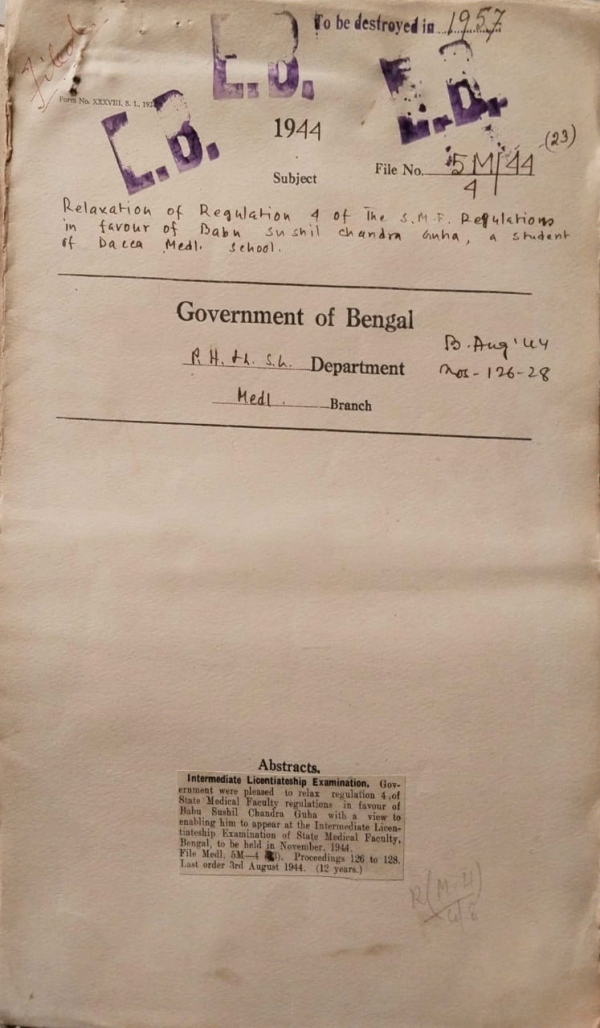 Filed
To be destroyed in 1957
E.B.
E.B.
E.B.
Form No. XXXVIII, S. 1.,
1944
(23)
Subject
File No. 5M/44
4
Relaxation of Regulation 4 of the S.M.F. Regulations
in favour of Babu Sushil Chandra Guha, a student
of Dacca Medl. School.
Government of Bengal
Department
B. Aug '44
Nos - 126-28
Medl. Branch
Abstracts.
Intermediate Licentiateship Examination. Gov-
ernment were pleased to relax regulation 4 of
State Medical Faculty regulations in favour of
Babu Sushil Chandra Guha with a view to
enabling him to appear at the Intermediate Licen-
tiateship Examination of State Medical Faculty,
Bengal, to be held in November, 1944.
File Medl. 5M—4 Proceedings 126 to 128.
Last order 3rd August 1944. (12 years.)